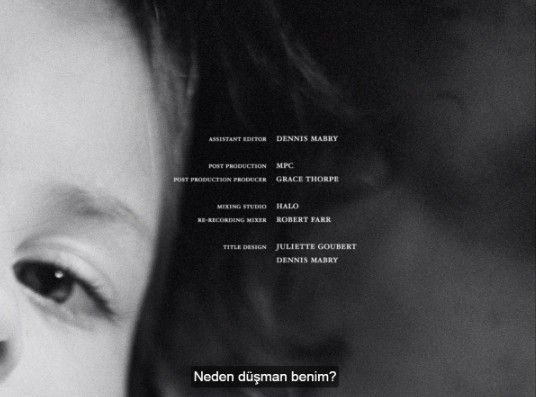 ASSISTANT EDITOR DENNIS MABRY
POST PRODUCTION MPC
POST PRODUCTION PRODUCER GRACE THORPE
MIXING STUDIO HALO
RE-RECORDING MIXER ROBERT FARR
TITLE DESIGN JULIETTE GOUBERT
DENNIS MABRY
Neden düşman benim?